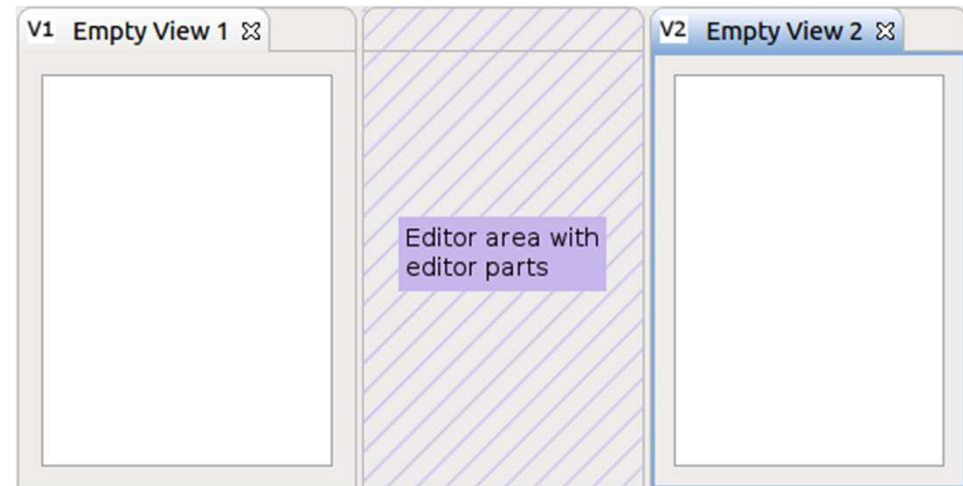 V1 Empty View 1
V2 Empty View 2
Editor area with
editor parts